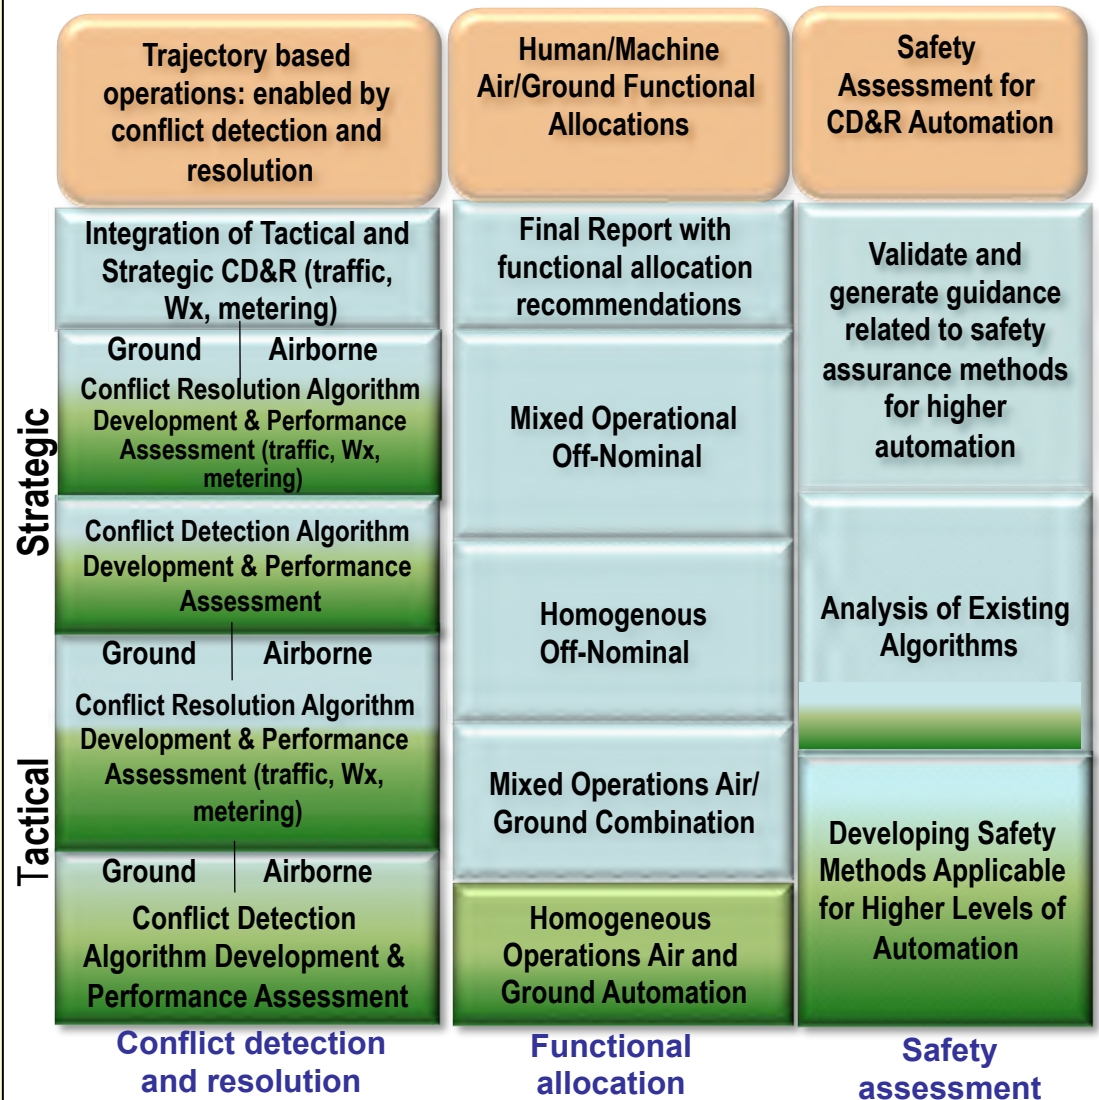 Trajectory based
operations: enabled by
conflict detection and
resolution
Human/Machine
Air/Ground Functional
Allocations
Safety
Assessment for
CD&R Automation
Strategic
Tactical
Integration of Tactical and
Strategic CD&R (traffic,
Wx, metering)
Ground Airborne
Conflict Resolution Algorithm
Development & Performance
Assessment (traffic, Wx,
metering)
Conflict Detection Algorithm
Development & Performance
Assessment
Ground Airborne
Conflict Resolution Algorithm
Development & Performance
Assessment (traffic, Wx,
metering)
Ground Airborne
Conflict Detection
Algorithm Development &
Performance Assessment
Conflict detection
and resolution
Final Report with
functional allocation
recommendations
Mixed Operational
Off-Nominal
Homogenous
Off-Nominal
Mixed Operations Air/
Ground Combination
Homogeneous
Operations Air and
Ground Automation
Functional
allocation
Validate and
generate guidance
related to safety
assurance methods
for higher
automation
Analysis of Existing
Algorithms
Developing Safety
Methods Applicable
for Higher Levels of
Automation
Safety
assessment